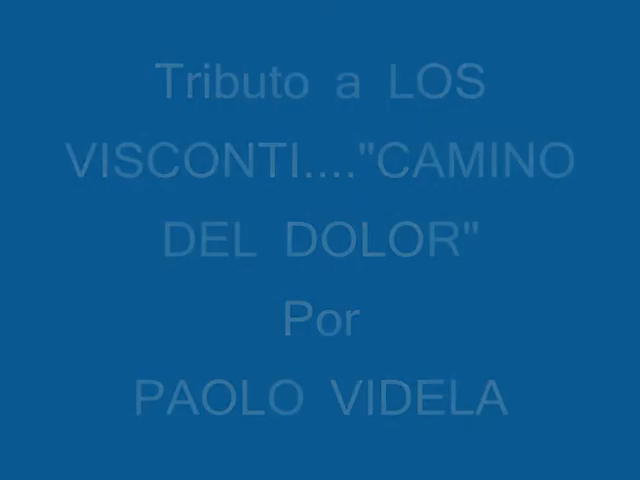 Tributo a LOS
VISCONTI...."CAMINO
DEL DOLOR"
Por
PAOLO VIDELA